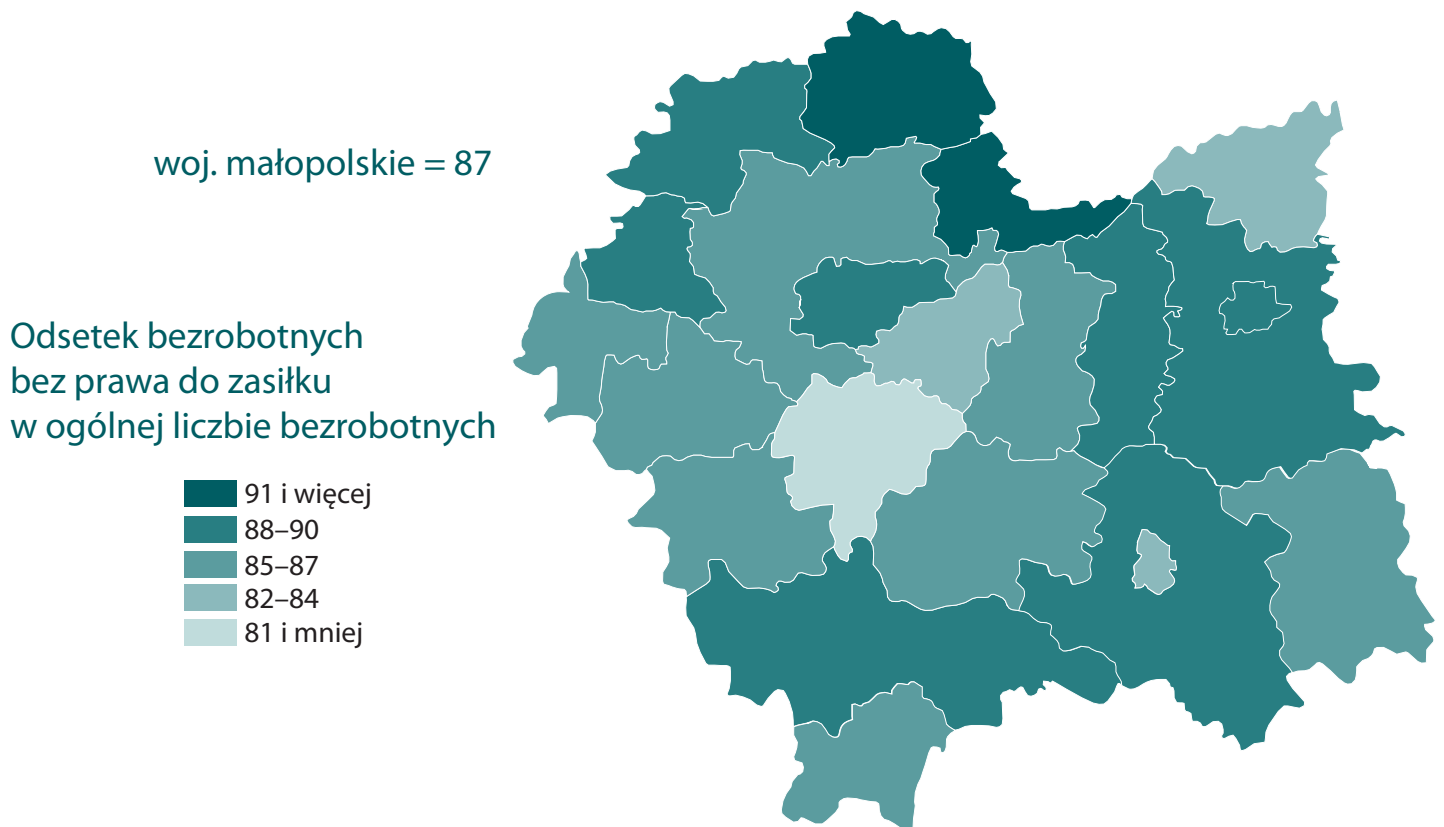 woj. małopolskie = 87
Odsetek bezrobotnych
bez prawa do zasiłku
w ogólnej liczbie bezrobotnych
91 i więcej
88–90
85–87
82–84
81 i mniej